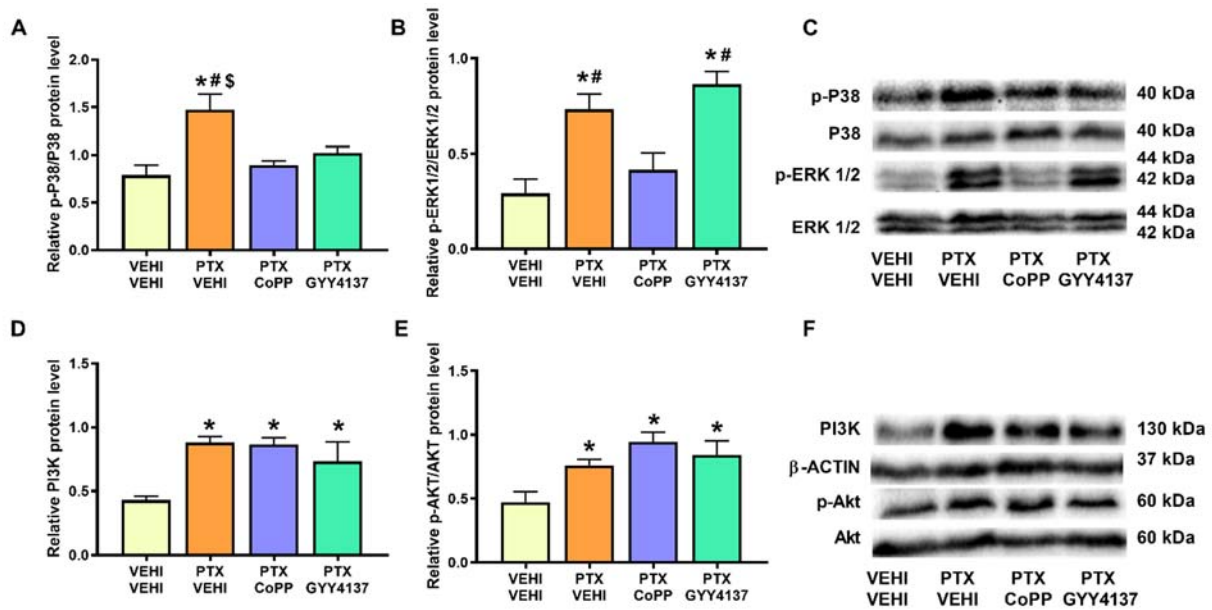 A
Relative p-P38/P38 protein level
2.0
1.5
1.0
0.5
0.0
*#$
VEHI PTX PTX PTX
VEHI VEHI CoPP GYY4137
B
Relative p-ERK1/2/ERK1/2 protein level
1.0
0.5
0.0
*#
*#
VEHI PTX PTX PTX
VEHI VEHI CoPP GYY4137
C
p-P38 40 kDa
P38 40 kDa
p-ERK 1/2 44 kDa
42 kDa
ERK 1/2 44 kDa
42 kDa
VEHI PTX PTX PTX
VEHI VEHI CoPP GYY4137
D
Relative PI3K protein level
1.5
1.0
0.5
0.0
* * *
VEHI PTX PTX PTX
VEHI VEHI CoPP GYY4137
E
Relative p-AKT/AKT protein level
1.5
1.0
0.5
0.0
* * *
VEHI PTX PTX PTX
VEHI VEHI CoPP GYY4137
F
PI3K 130 kDa
β-ACTIN 37 kDa
p-Akt 60 kDa
Akt 60 kDa
VEHI PTX PTX PTX
VEHI VEHI CoPP GYY4137